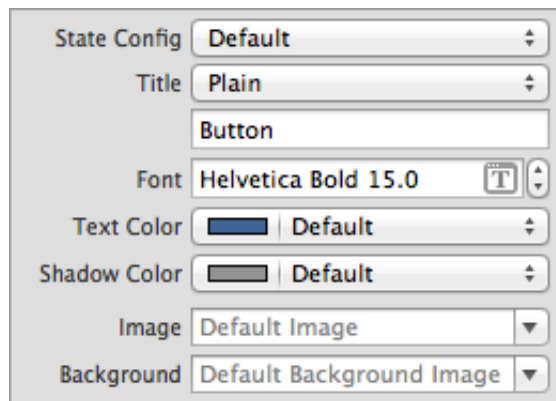 State Config Default
Title Plain
Button
Font Helvetica Bold 15.0 T
Text Color Default
Shadow Color Default
Image Default Image
Background Default Background Image